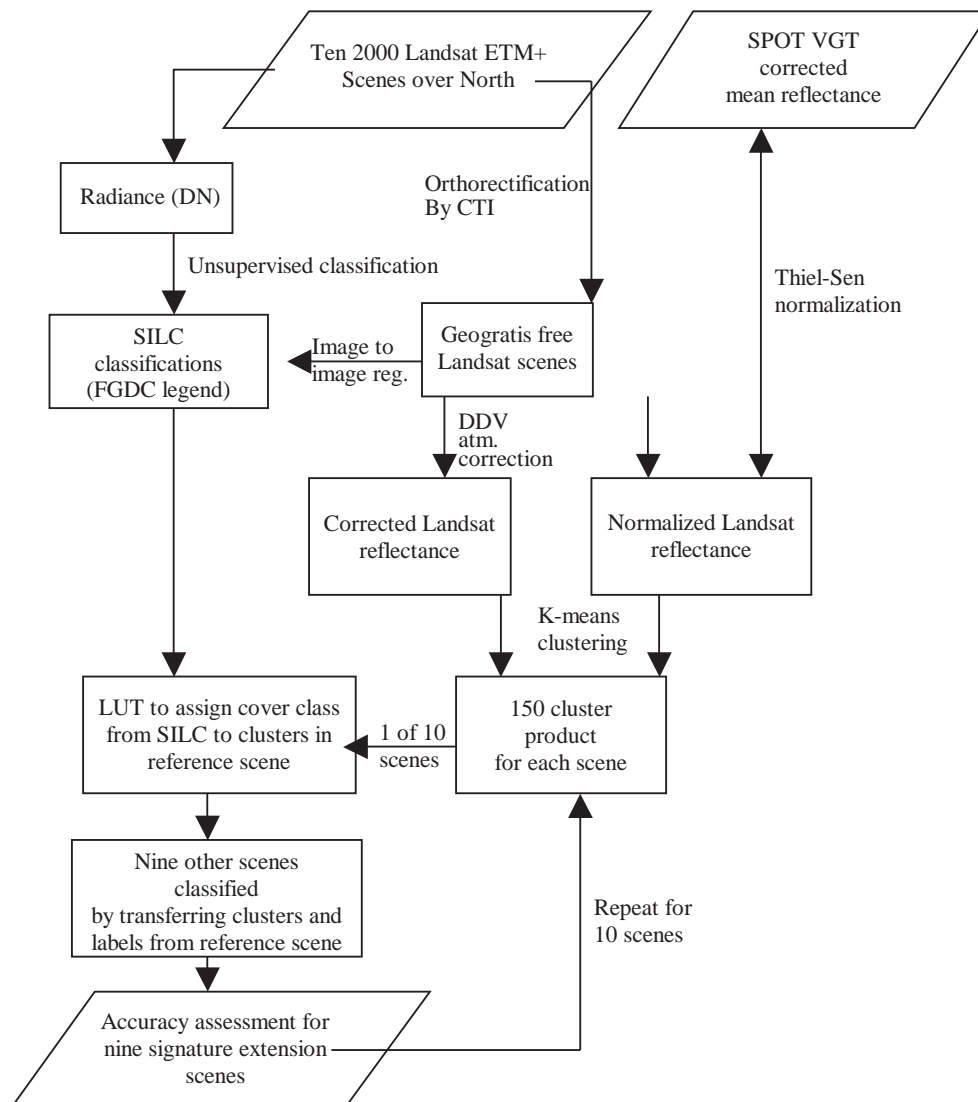 Ten 2000 Landsat ETM+
Scenes over North
SPOT VGT
corrected
mean reflectance
Radiance (DN)
Orthorectification
By CTI
Unsupervised classification
Thiel-Sen
normalization
SILC
classifications
(FGDC legend)
Image to
image reg.
Geogratis free
Landsat scenes
DDV
atm.
correction
Corrected Landsat
reflectance
Normalized Landsat
reflectance
K-means
clustering
LUT to assign cover class
from SILC to clusters in
reference scene
1 of 10
scenes
150 cluster
product
for each scene
Nine other scenes
classified
by transferring clusters and
labels from reference scene
Repeat for
10 scenes
Accuracy assessment for
nine signature extension
scenes